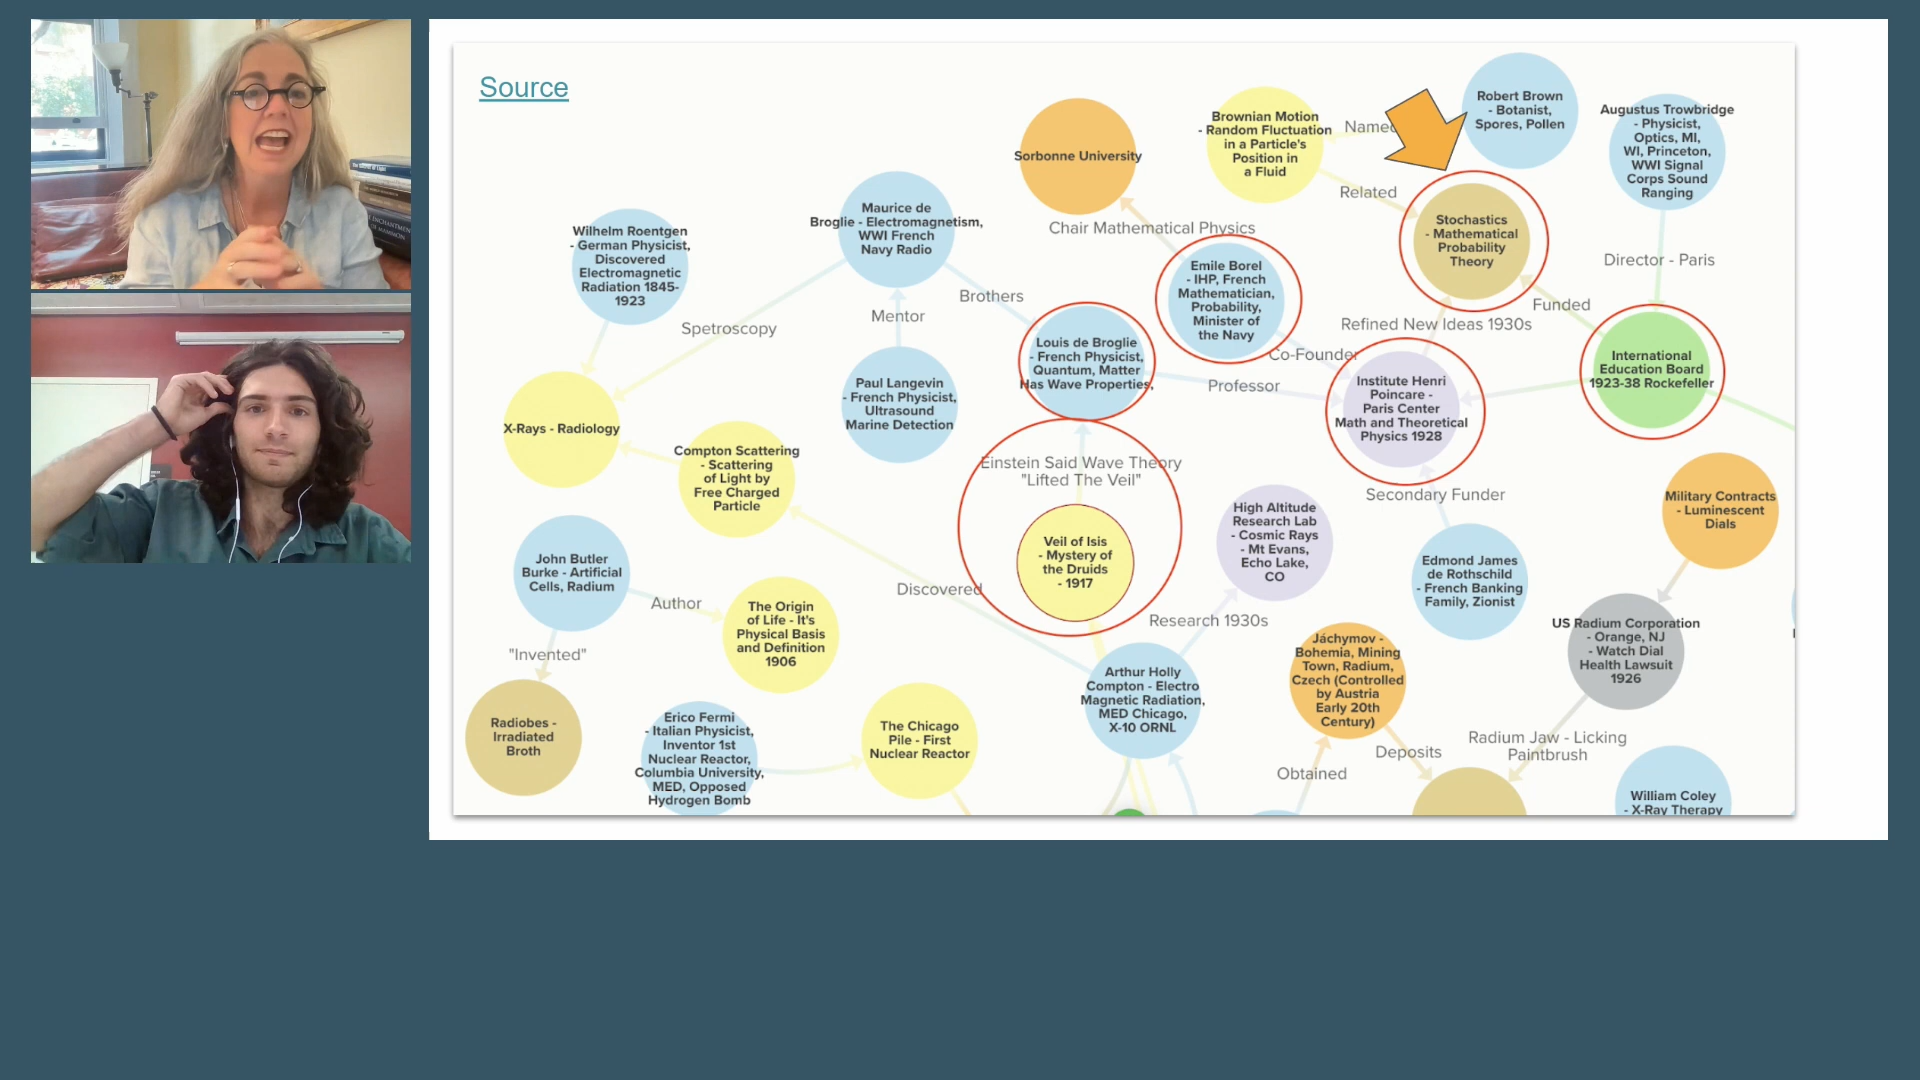 Source
Robert Brown
- Botanist,
Spores, Pollen
Augustus Trowbridge
- Physicist,
Optics, MI,
WI, Princeton,
WWI Signal
Corps Sound
Ranging
Brownian Motion
- Random Fluctuation
in a Particle's
Position in
a Fluid
Named
Sorbonne University
Related
Chair Mathematical Physics
Maurice de
Broglie - Electromagnetism,
WWI French
Navy Radio
Stochastics
- Mathematical
Probability
Theory
Wilhelm Roentgen
- German Physicist,
Discovered
Electromagnetic
Radiation 1845-
1923
Emile Borel
- IHP, French
Mathematician,
Probability,
Minister of
the Navy
Director - Paris
Brothers
Funded
Mentor
Spetroscopy
Refined New Ideas 1930s
Co-Founder
Louis de Broglie
- French Physicist,
Quantum, Matter
Has Wave Properties,
International
Education Board
1923-38 Rockefeller
Professor
Institute Henri
Poincare -
Paris Center
Math and Theoretical
Physics 1928
Paul Langevin
- French Physicist,
Ultrasound
Marine Detection
X-Rays - Radiology
Compton Scattering
- Scattering
of Light by
Free Charged
Particle
Einstein Said Wave Theory
"Lifted The Veil"
Secondary Funder
Military Contracts
- Luminescent
Dials
High Altitude
Research Lab
- Cosmic Rays
- Mt Evans,
Echo Lake,
CO
Veil of Isis
- Mystery of
the Druids
- 1917
John Butler
Burke - Artificial
Cells, Radium
Edmond James
de Rothschild
- French Banking
Family, Zionist
Discovered
Author
The Origin
of Life - It's
Physical Basis
and Definition
1906
Research 1930s
US Radium Corporation
- Orange, NJ
- Watch Dial
Health Lawsuit
1926
Jáchymov -
Bohemia, Mining
Town, Radium,
Czech (Controlled
by Austria
Early 20th
Century)
"Invented"
Arthur Holly
Compton - Electro
Magnetic Radiation,
MED Chicago,
X-10 ORNL
Radiobes -
Irradiated
Broth
Erico Fermi
- Italian Physicist,
Inventor 1st
Nuclear Reactor,
Columbia University,
MED, Opposed
Hydrogen Bomb
The Chicago
Pile - First
Nuclear Reactor
Radium Jaw - Licking
Paintbrush
Deposits
Obtained
William Coley
- X-Ray Therapy